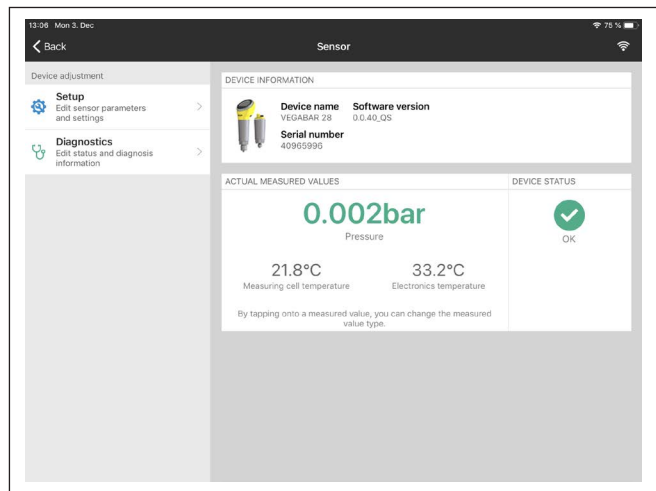 13:06 Mon 3. Dec
75 %
Back
Sensor
Device adjustment
Setup
Edit sensor parameters
and settings
Diagnostics
Edit status and diagnosis
information
DEVICE INFORMATION
Device name Software version
VEGABAR 28 0.0.40_QS
Serial number
40965996
ACTUAL MEASURED VALUES
DEVICE STATUS
0.002bar
Pressure
OK
21.8°C 33.2°C
Measuring cell temperature Electronics temperature
By tapping onto a measured value, you can change the measured
value type.